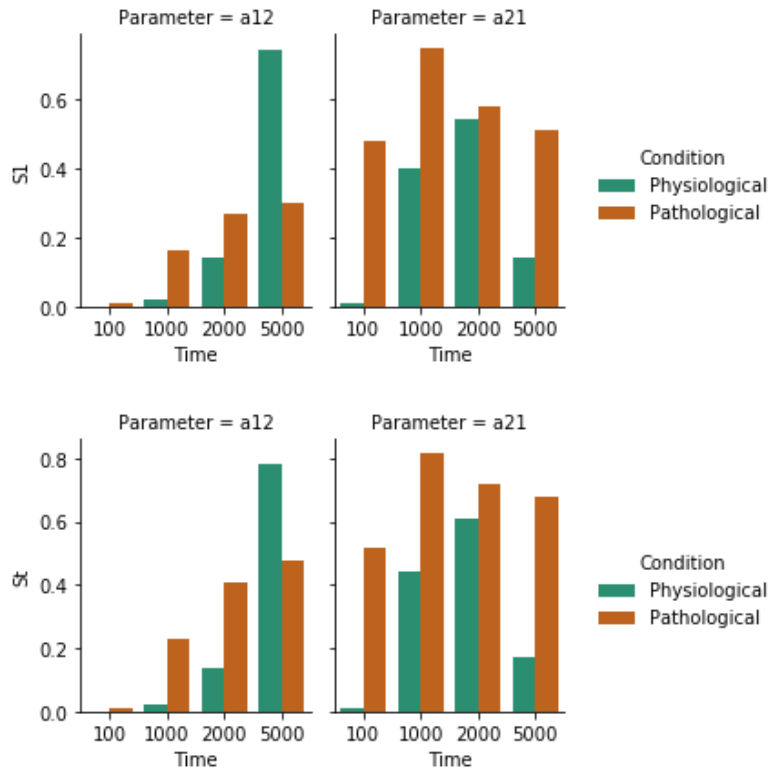 Parameter = a12 Parameter = a21
0.6
0.4
0.2
0.0
S1
100 1000 2000 5000 100 1000 2000 5000
Time Time
Condition
Physiological
Pathological
Parameter = a12 Parameter = a21
0.8
0.6
0.4
0.2
0.0
St
100 1000 2000 5000 100 1000 2000 5000
Time Time
Condition
Physiological
Pathological